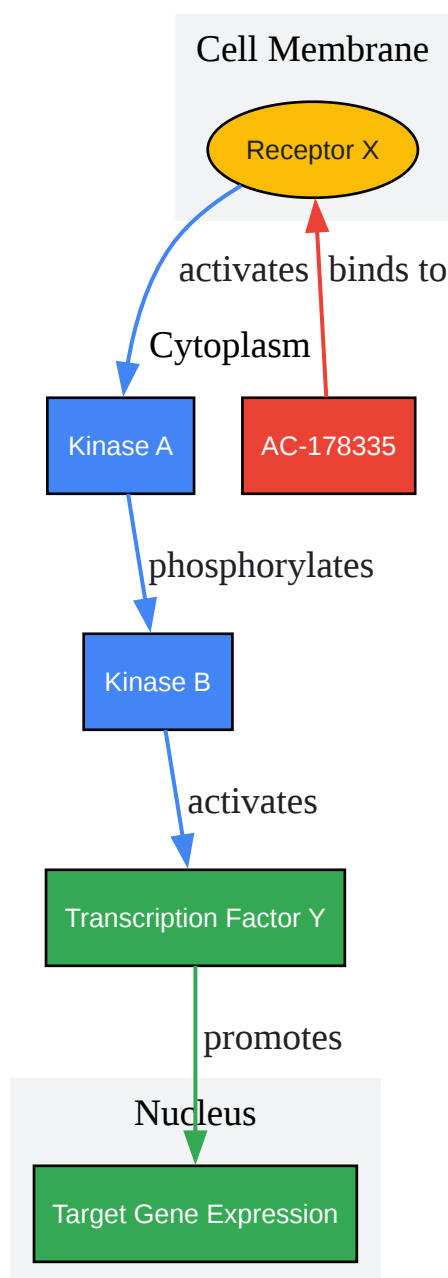 Cell Membrane
Receptor X
activates
binds to
Cytoplasm
Kinase A
AC-178335
phosphorylates
Kinase B
activates
Transcription Factor Y
promotes
Nucleus
Target Gene Expression